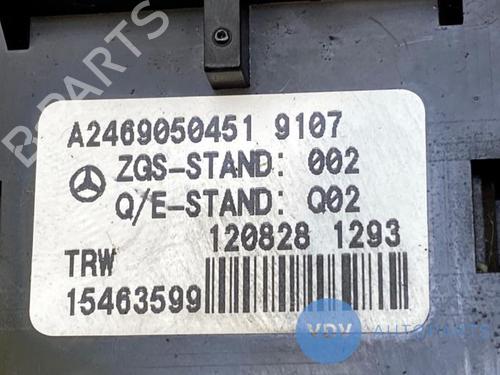 A2469050451 9107
ZGS-STAND: 002
Q/E-STAND: Q02
120828 1293
TRW
15463599
VDV AUTOPARTS
B-PARTS